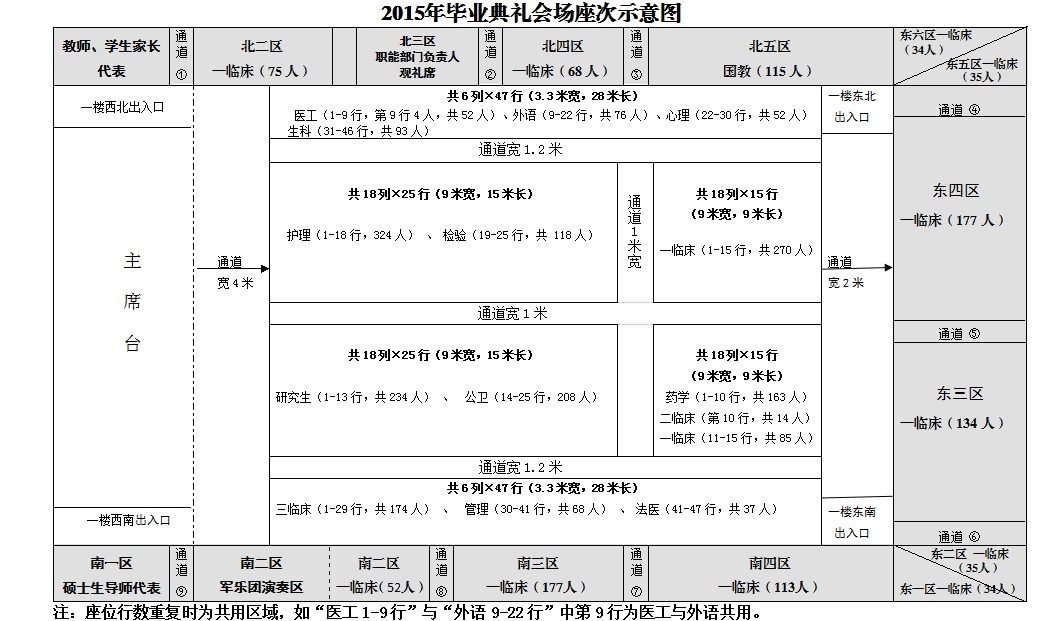 2015年毕业典礼会场座次示意图
教师、学生家长
代表
通道①
北二区
一临床（75人）
北三区
职能部门负责人
观礼席
通道②
北四区
一临床（68人）
通道③
北五区
国教（115人）
东六区一临床
（34人）
东五区一临床
（35人）
一楼西北出入口
共6列×47行（3.3米宽，28米长）
医工（1-9行，第9行4人，共52人）、外语（9-22行，共76人）、心理（22-30行，共52人）
生科（31-46行，共93人）
一楼东北
出入口
通道④
通道宽1.2米
共18列×25行（9米宽，15米长）
护理（1-18行，324人） 、 检验（19-25行，共 118人）
通道1米宽
共18列×15行
（9米宽，9米长）
一临床（1-15行，共270人）
东四区
一临床（177人）
主席台
通道
宽4米
通道
宽2米
通道宽1米
通道⑤
共18列×25行（9米宽，15米长）
研究生（1-13行，共234人） 、 公卫（14-25行，208人）
共18列×15行
（9米宽，9米长）
药学（1-10行，共163人）
二临床（第10行，共14人）
一临床（11-15行，共85人）
东三区
一临床（134人）
通道宽1.2米
共6列×47行（3.3米宽，28米长）
三临床（1-29行，共174人） 、 管理（30-41行，共68人） 、法医（41-47行，共37人）
一楼西南出入口
一楼东南
出入口
通道⑥
南一区
硕士生导师代表
通道⑨
南二区
军乐团演奏区
南二区
一临床（52人）
通道⑧
南三区
一临床（177人）
通道⑦
南四区
一临床（113人）
东二区 一临床
（35人）
东一区一临床（34人）
注：座位行数重复时为共用区域，如“医工1-9行”与“外语 9-22行”中第9行为医工与外语共用。